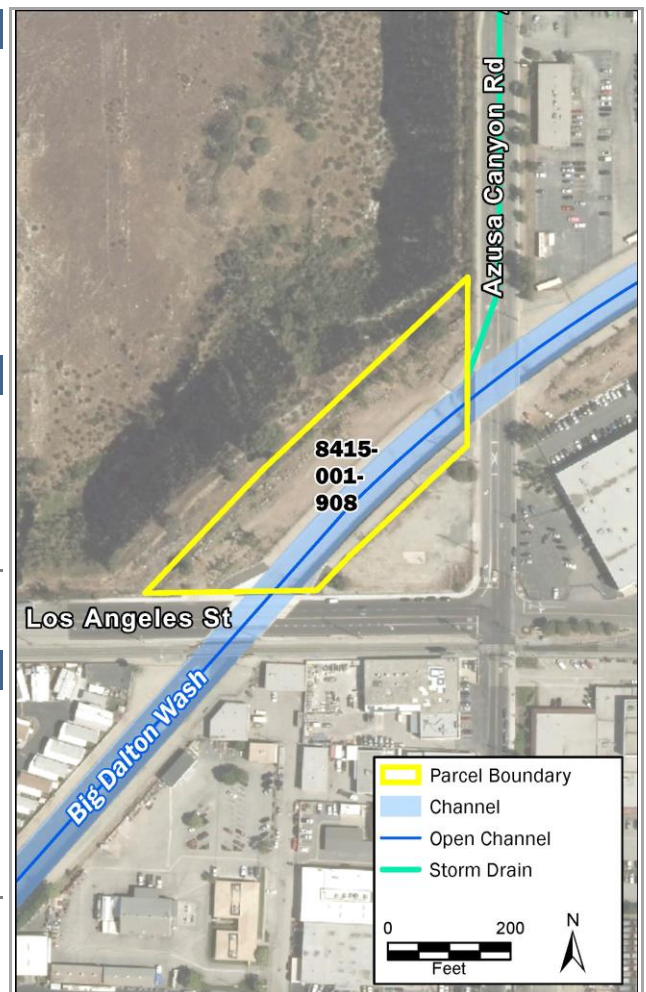 Azusa Canyon Rd
8415-
001-
908
Los Angeles St
Big Dalton Wash
Parcel Boundary
Channel
Open Channel
Storm Drain
0 200
Feet
N